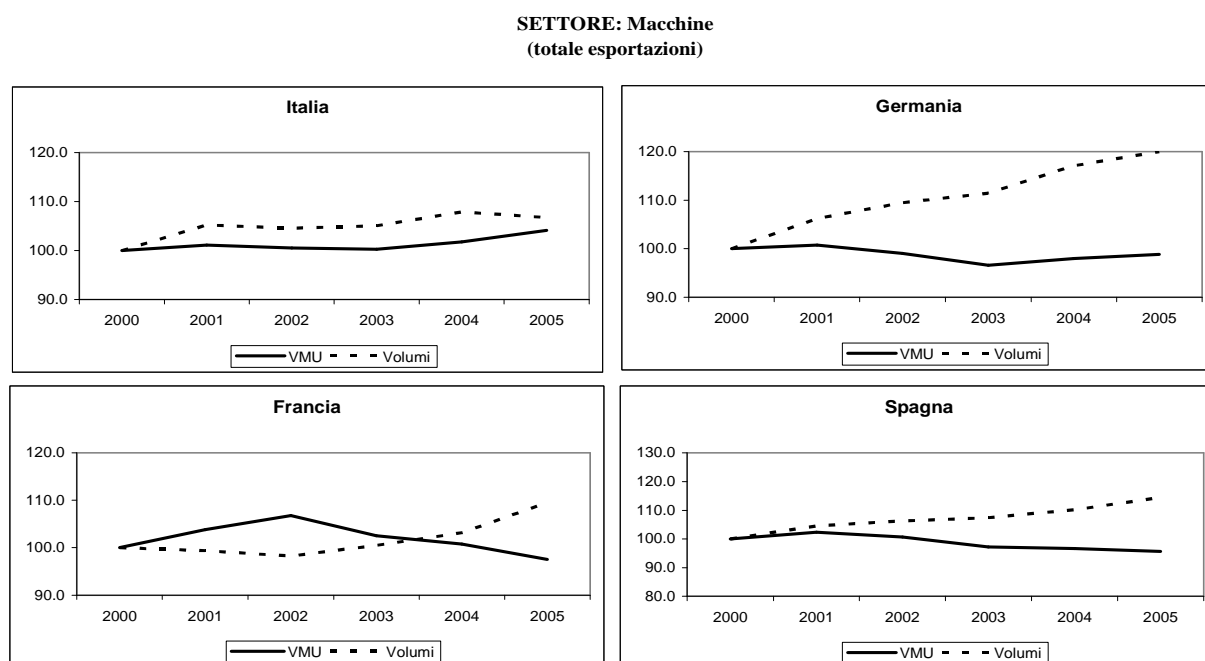 SETTORE: Macchine
(totale esportazioni)
Italia
120.0
110.0
100.0
90.0
2000 2001 2002 2003 2004 2005
VMU Volumi
Germania
120.0
110.0
100.0
90.0
2000 2001 2002 2003 2004 2005
VMU Volumi
Francia
120.0
110.0
100.0
90.0
2000 2001 2002 2003 2004 2005
VMU Volumi
Spagna
130.0
120.0
110.0
100.0
90.0
80.0
2000 2001 2002 2003 2004 2005
VMU Volumi